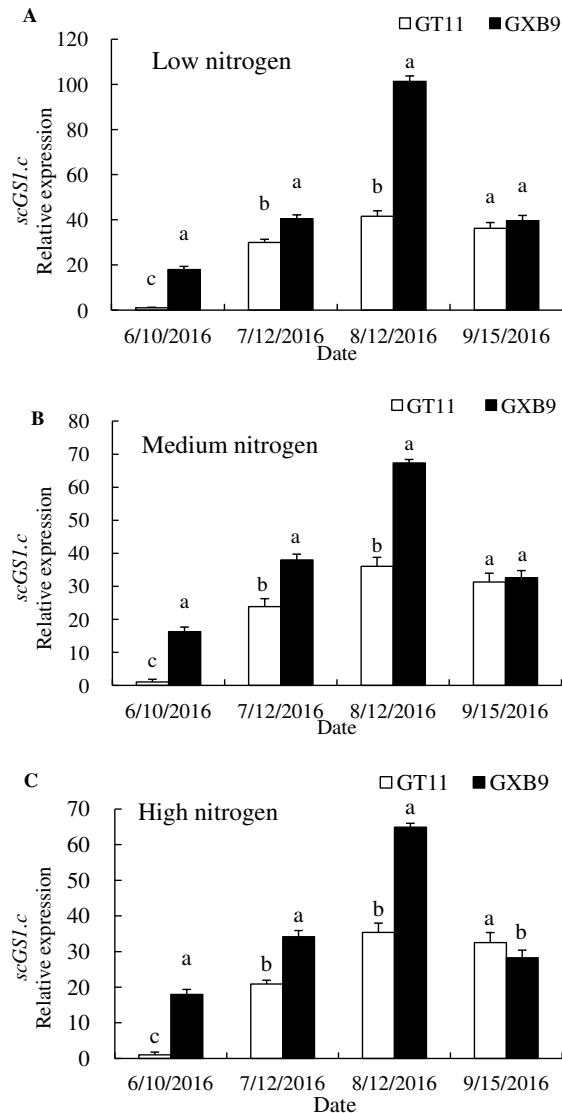 A
GT11 GXB9
Low nitrogen
scGS1.c
Relative expression
120
100
80
60
40
20
0
c a b a b a a a
6/10/2016 7/12/2016 8/12/2016 9/15/2016
Date
B
GT11 GXB9
Medium nitrogen
scGS1.c
Relative expression
80
70
60
50
40
30
20
10
0
c a b a b a a a
6/10/2016 7/12/2016 8/12/2016 9/15/2016
Date
C
GT11 GXB9
High nitrogen
scGS1.c
Relative expression
70
60
50
40
30
20
10
0
c a b a b a a b
6/10/2016 7/12/2016 8/12/2016 9/15/2016
Date